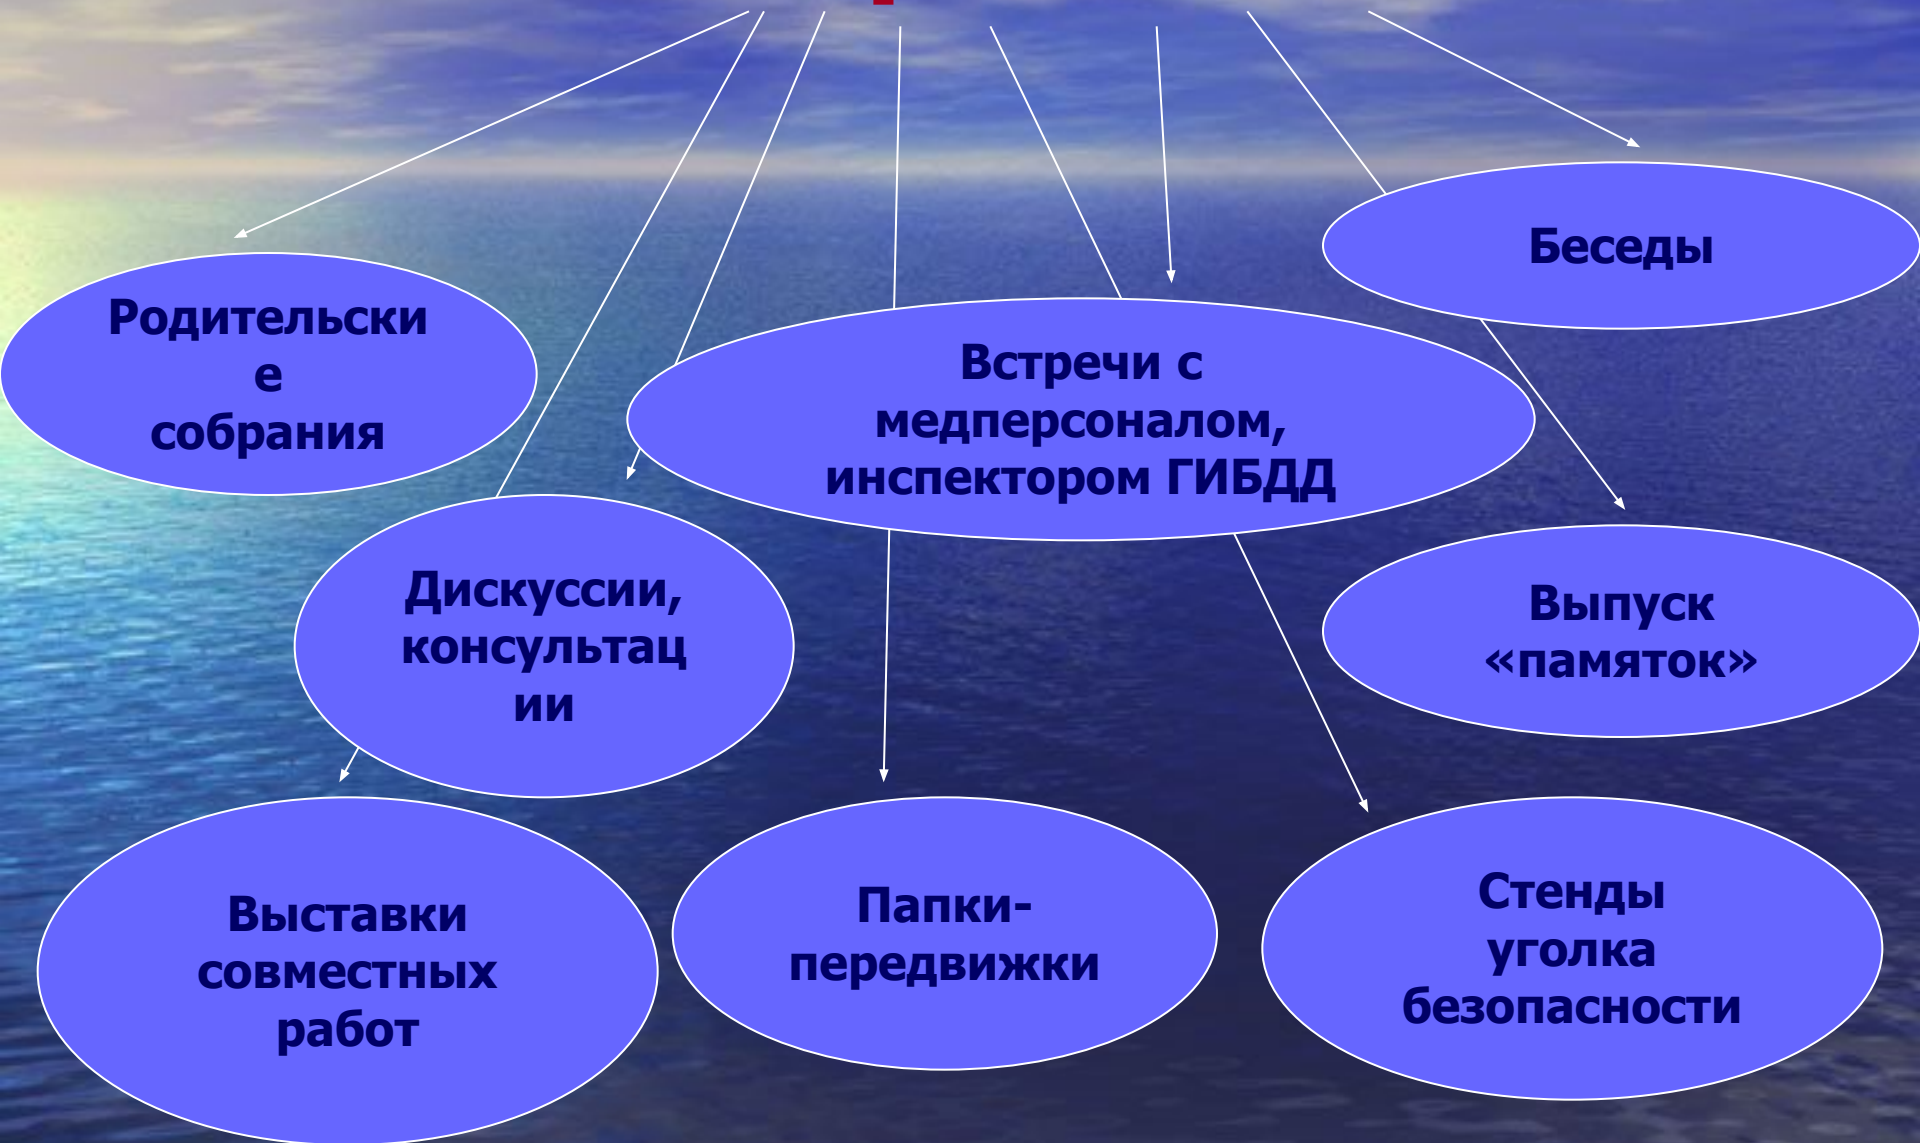 Беседы
Родительски
е
собрания
Встречи с
медперсоналом,
инспектором ГИБДД
Дискуссии,
консультац
ии
Выпуск
«памяток»
Выставки
совместных
работ
Папки-
передвижки
Стенды
уголка
безопасности